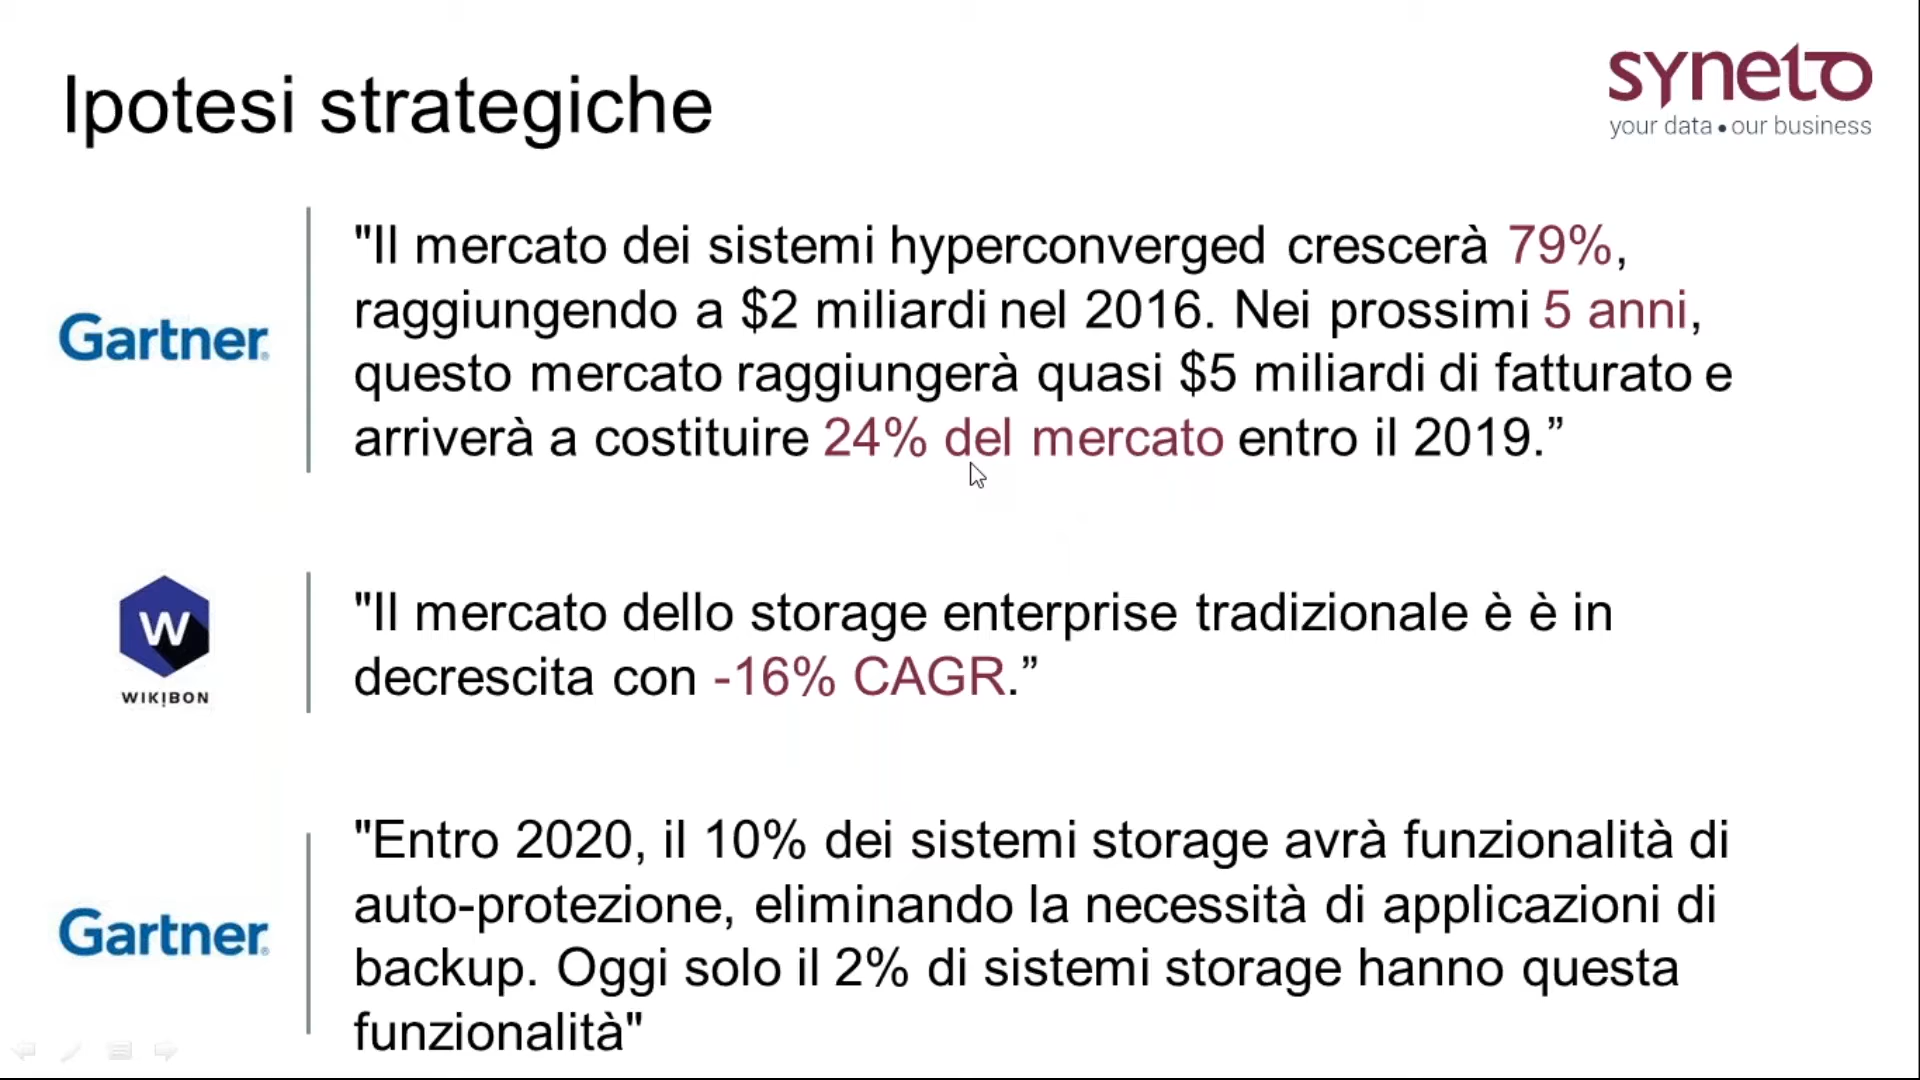 Ipotesi strategiche
syneto
your data • our business
"Il mercato dei sistemi hyperconverged crescerà 79%,
raggiungendo a $2 miliardi nel 2016. Nei prossimi 5 anni,
questo mercato raggiungerà quasi $5 miliardi di fatturato e
arriverà a costituire 24% del mercato entro il 2019.”
Gartner
"Il mercato dello storage enterprise tradizionale è è in
decrescita con -16% CAGR.”
W
WIKIBON
"Entro 2020, il 10% dei sistemi storage avrà funzionalità di
auto-protezione, eliminando la necessità di applicazioni di
backup. Oggi solo il 2% di sistemi storage hanno questa
funzionalità"
Gartner